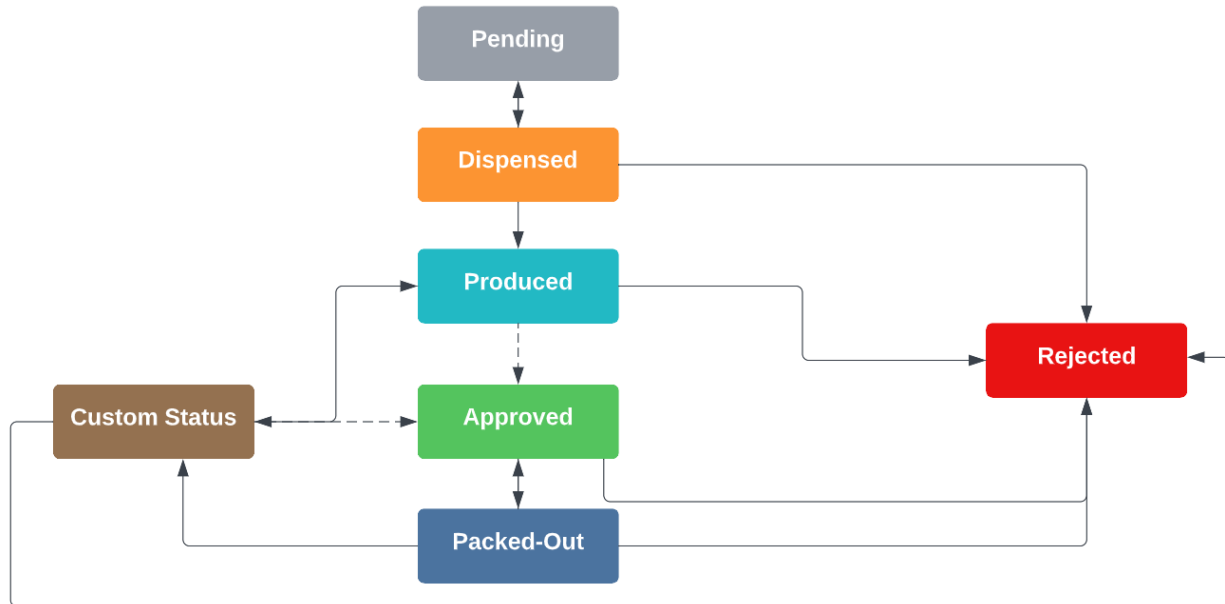 Pending
Dispensed
Produced
Rejected
Custom Status
Approved
Packed-Out